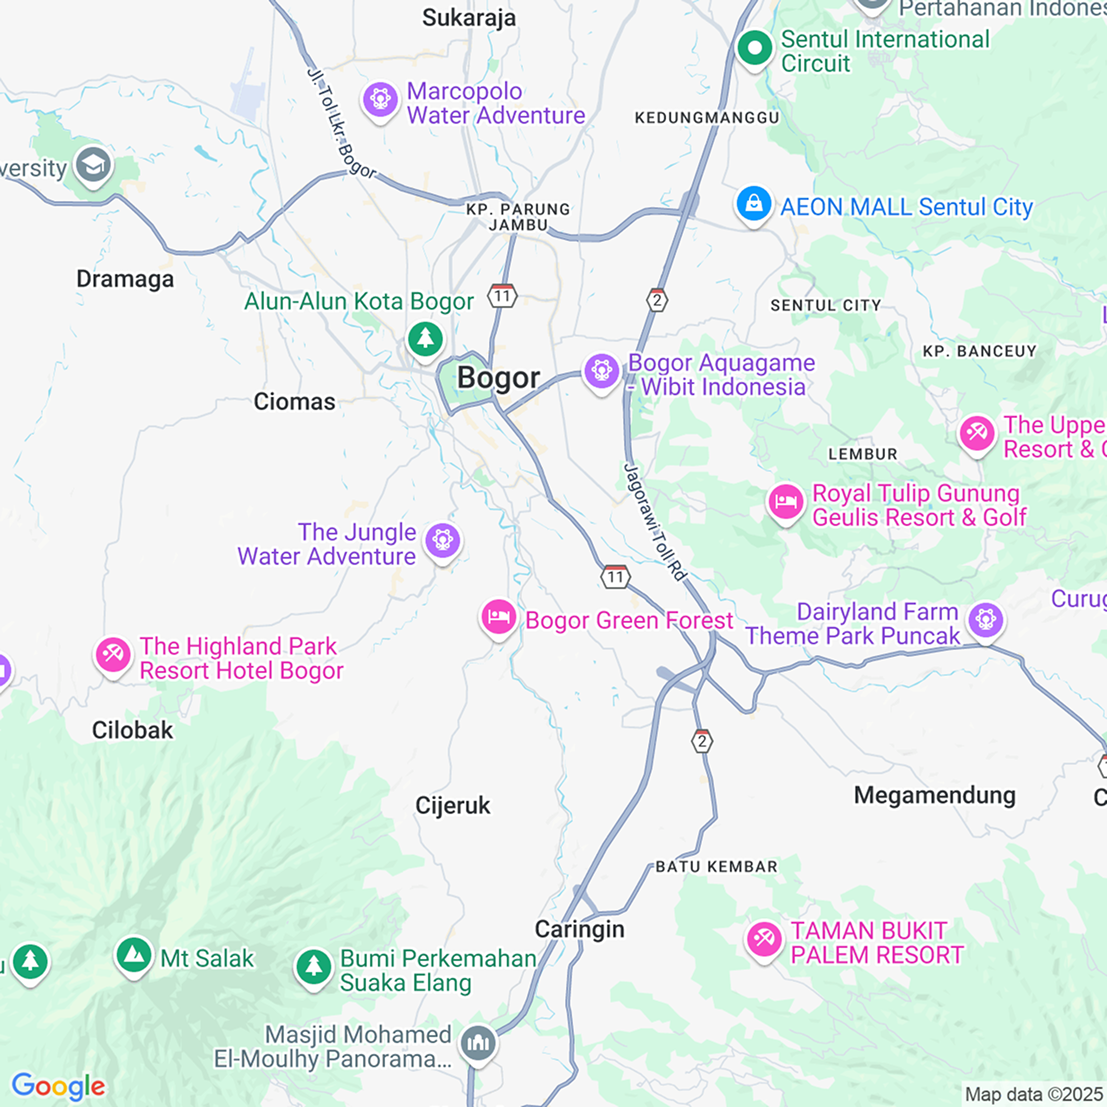 Sukaraja
Pertahanan Indones
Sentul International
Circuit
Jl. Tol Lkr. Bogor
Marcopolo
Water Adventure
KEDUNGMANGGU
versity
KP. PARUNG
JAMBU
AEON MALL Sentul City
Dramaga
Alun-Alun Kota Bogor
11
2
SENTUL CITY
L
KP. BANCEUY
Bogor
Bogor Aquagame
- Wibit Indonesia
Ciomas
The Uppe
Resort & G
LEMBUR
Royal Tulip Gunung
Geulis Resort & Golf
Jagorawi Toll Rd
The Jungle
Water Adventure
11
Curug
Dairyland Farm
Theme Park Puncak
Bogor Green Forest
The Highland Park
Resort Hotel Bogor
Cilobak
2
Cijeruk
Megamendung
C
BATU KEMBAR
Caringin
TAMAN BUKIT
PALEM RESORT
u
Mt Salak
Bumi Perkemahan
Suaka Elang
Masjid Mohamed
El-Moulhy Panorama...
Google
Map data ©2025